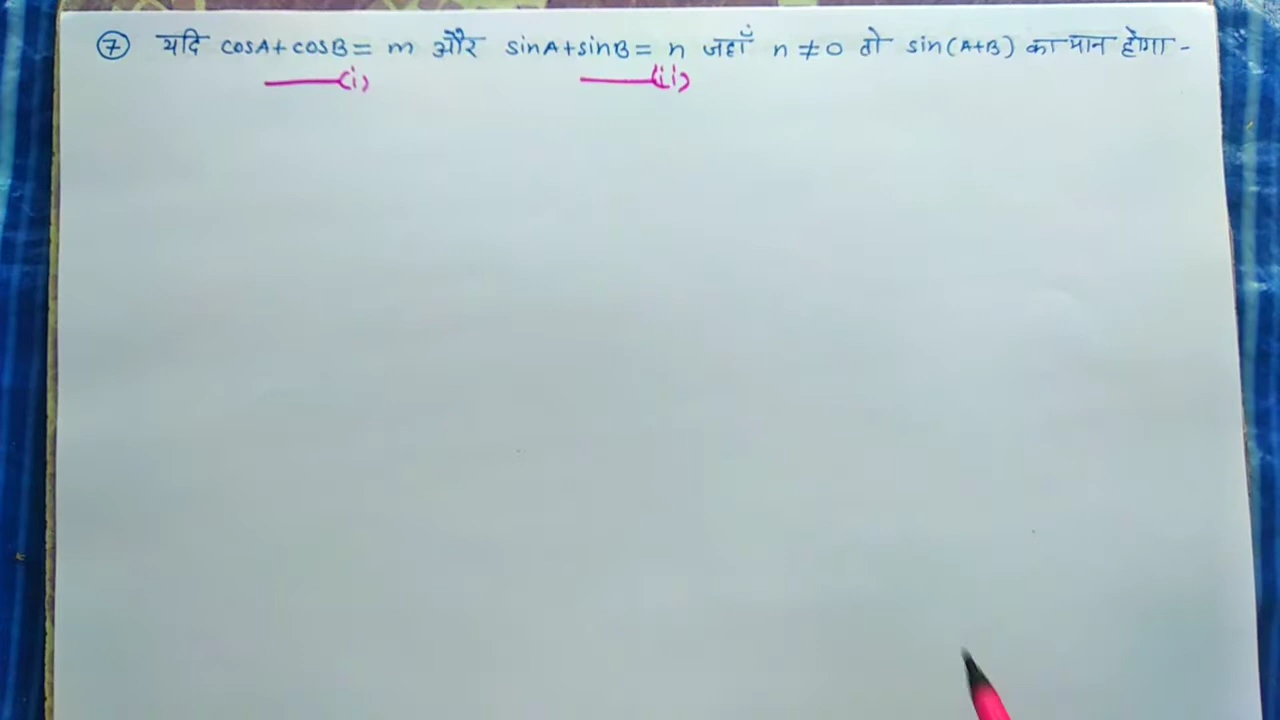 ⑦ यदि cosA+cosB= m और sinA+sinB= n जहाँ n ≠0 तो sin(A+B) का मान होगा -
(i) (ii)